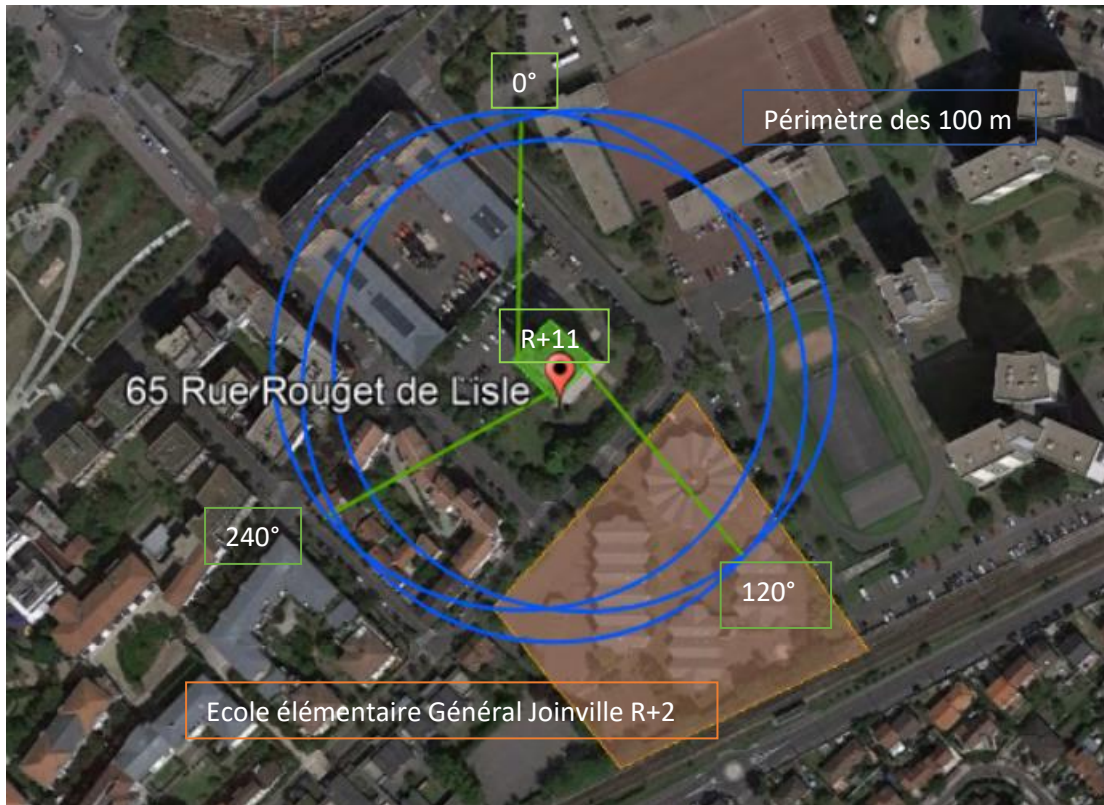 0°
Périmètre des 100 m
R+11
65 Rue Rouget de Lisle
240°
120°
Ecole élémentaire Général Joinville R+2